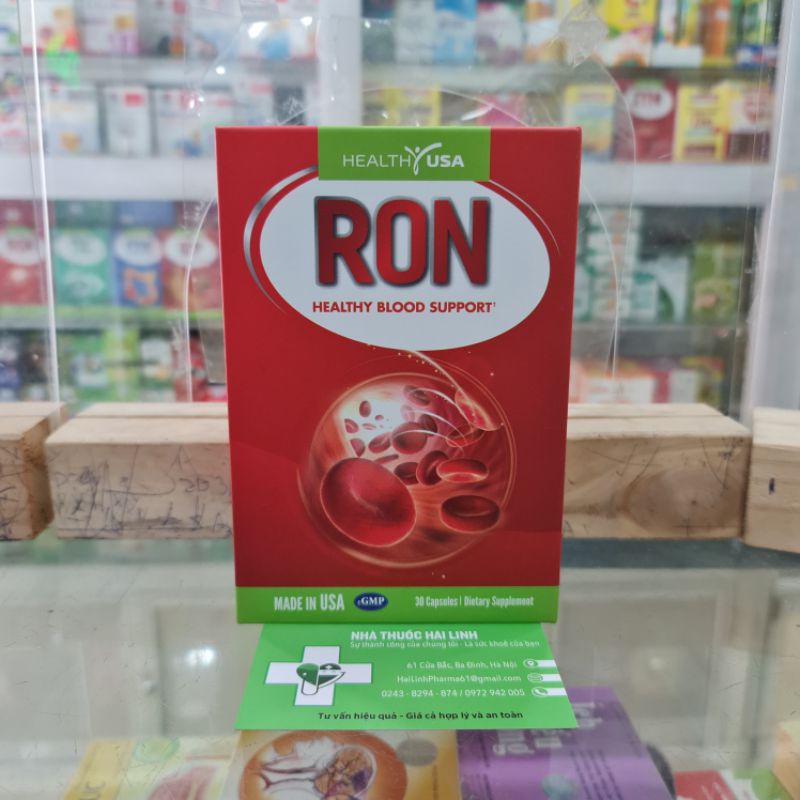 HEALTHY USA
RON
HEALTHY BLOOD SUPPORT†
MADE IN USA cGMP 30 Capsules | Dietary Supplement
NHÀ THUỐC HẢI LINH
Sự thành công của chúng tôi - Là sức khoẻ của bạn
61 Cửa Bắc, Ba Đình, Hà Nội
HaiLinhPharma61@gmail.com
0243 - 8294 - 874 / 0972 942 005
Tư vấn hiệu quả - Giá cả hợp lý và an toàn